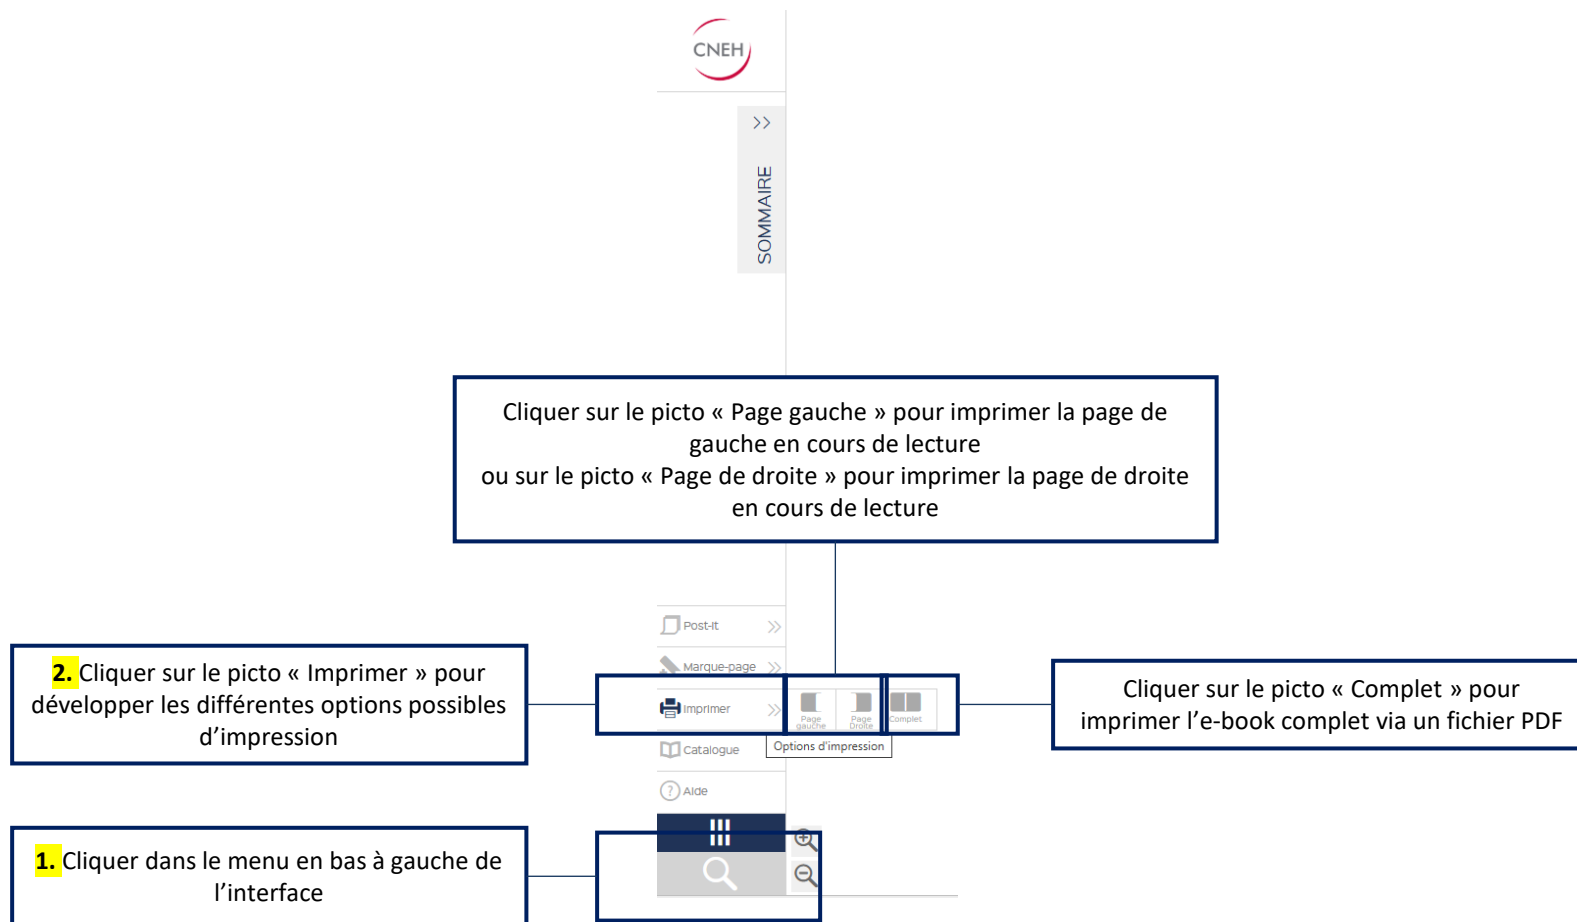 CNEH
>>
SOMMAIRE
Cliquer sur le picto « Page gauche » pour imprimer la page de
gauche en cours de lecture
ou sur le picto « Page de droite » pour imprimer la page de droite
en cours de lecture
Post-It >>
Marque-page >>
Imprimer >>
Page
gauche
Page
Droite
Complet
Options d'impression
Catalogue
? Aide
2. Cliquer sur le picto « Imprimer » pour
développer les différentes options possibles
d’impression
Cliquer sur le picto « Complet » pour
imprimer l’e-book complet via un fichier PDF
1. Cliquer dans le menu en bas à gauche de
l’interface